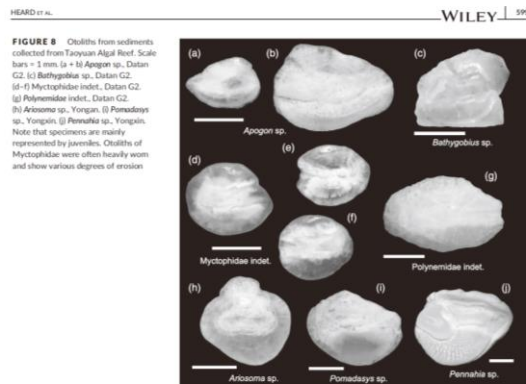 HEARD ET AL.
WILEY
599
FIGURE 8 Otoliths from sediments
collected from Taoyuan Algal Reef. Scale
bars = 1 mm. (a + b) Apogon sp., Datan
G2. (c) Bathygobius sp., Datan G2.
(d–f) Myctophidae indet., Datan G2.
(g) Polynemidae indet., Datan G2.
(h) Ariosoma sp., Yongan. (i) Pomadasys
sp., Yongxin. (j) Pennahia sp., Yongxin.
Note that specimens are mainly
represented by juveniles. Otoliths of
Myctophidae were often heavily worn
and show various degrees of erosion
(a)
(b)
(c)
Apogon sp.
Bathygobius sp.
(d)
(e)
(f)
(g)
Myctophidae indet.
Polynemidae indet.
(h)
(i)
(j)
Ariosoma sp.
Pomadasys sp.
Pennahia sp.